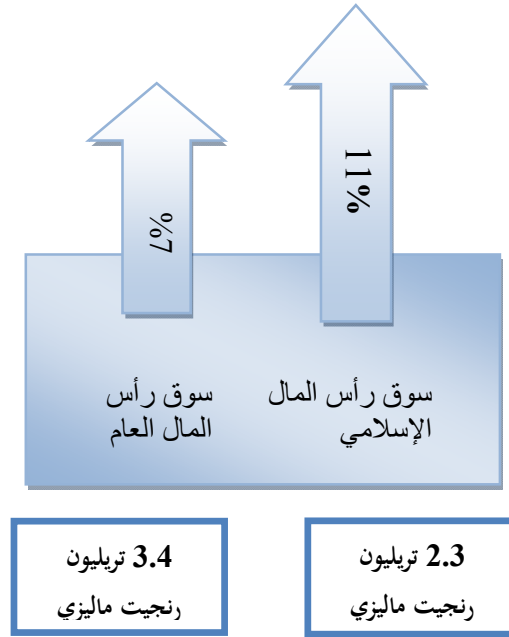 11%
%7
سوق رأس المال
الإسلامي
سوق رأس
المال العام
2.3 تريليون
رنجيت ماليزي
3.4 تريليون
رنجيت ماليزي